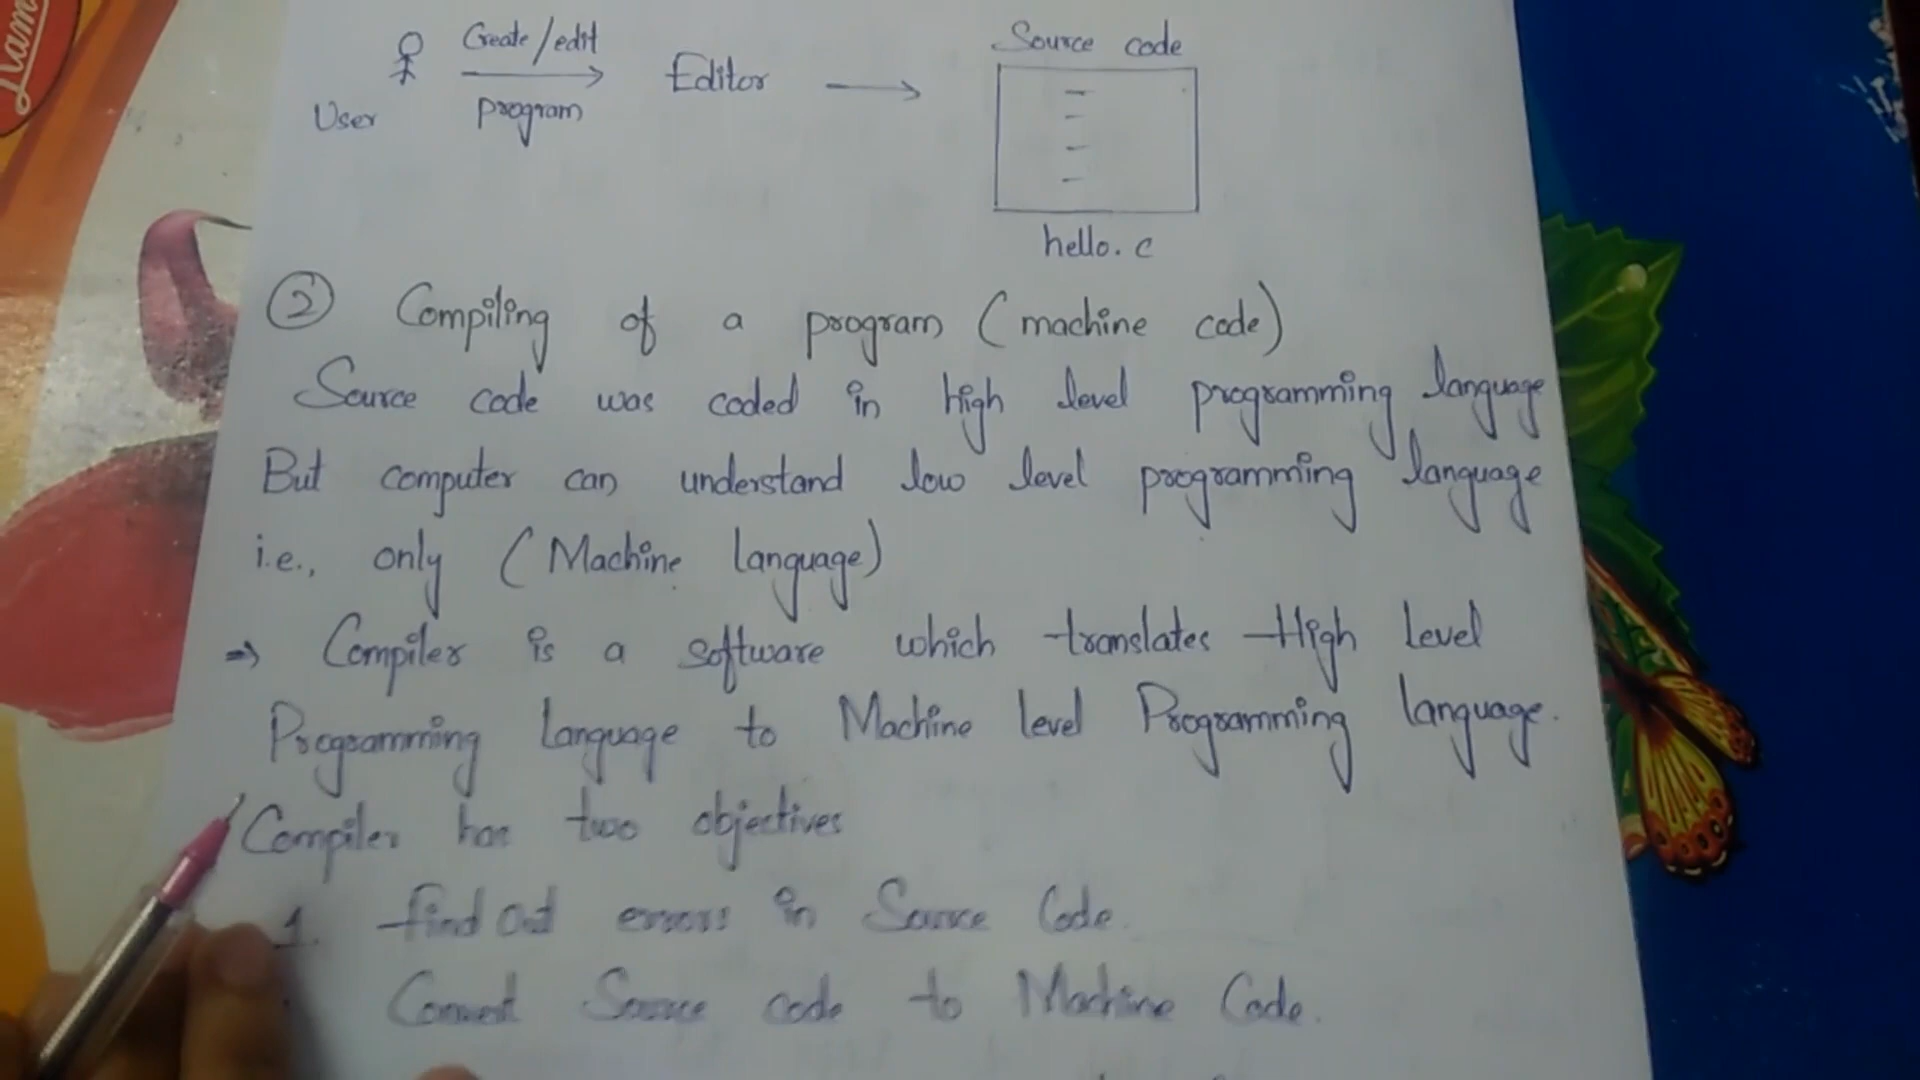 Create/edit
Source code
Editor
User
program
hello.c
② Compiling of a program (machine code)
Source code was coded in high level programming language
But computer can understand low level programming language
i.e., only (Machine language)
⇒ Compiler is a software which translates High Level
Programming Language to Machine level Programming language.
Compiler has two objectives
1. find out errors in Source Code.
Convert Source code to Machine Code.